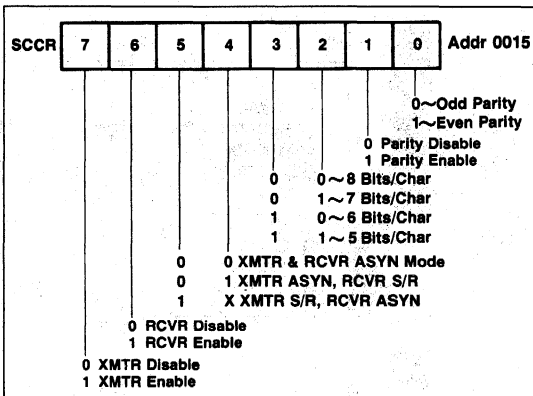 SCCR 7 6 5 4 3 2 1 0 Addr 0015
0~Odd Parity
1~Even Parity
0 Parity Disable
1 Parity Enable
0 0~8 Bits/Char
0 1~7 Bits/Char
1 0~6 Bits/Char
1 1~5 Bits/Char
0 0 XMTR & RCVR ASYN Mode
0 1 XMTR ASYN, RCVR S/R
1 X XMTR S/R, RCVR ASYN
0 RCVR Disable
1 RCVR Enable
0 XMTR Disable
1 XMTR Enable